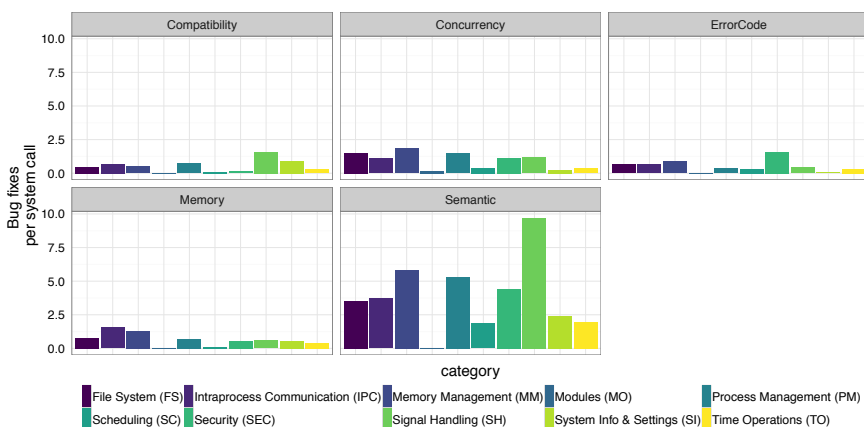 Compatibility Concurrency ErrorCode
10.0
7.5
5.0
2.5
0.0
Memory Semantic
10.0
7.5
5.0
2.5
0.0
Bug fixes
per system call
category
File System (FS) Intraprocess Communication (IPC) Memory Management (MM) Modules (MO) Process Management (PM)
Scheduling (SC) Security (SEC) Signal Handling (SH) System Info & Settings (SI) Time Operations (TO)